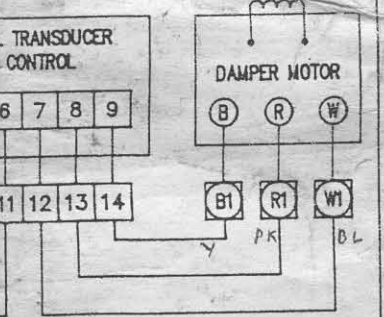 L TRANSDUCER
CONTROL
DAMPER MOTOR
6 7 8 9
B R W
11 12 13 14
B1 R1 W1
Y PK BL